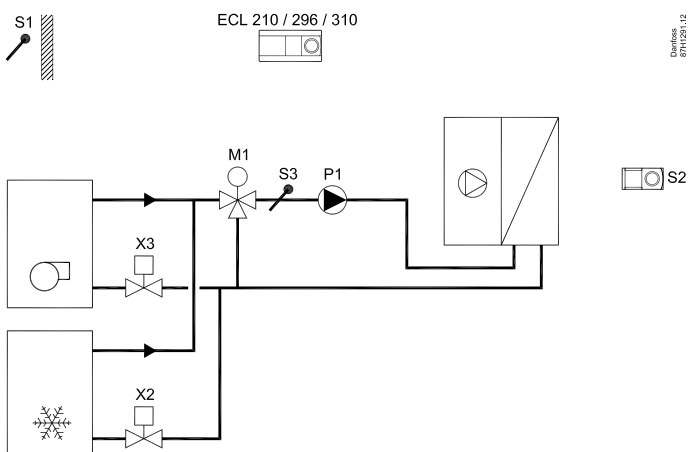 S1
ECL 210 / 296 / 310
Danfoss
87H1291.12
M1
S3
P1
S2
X3
X2